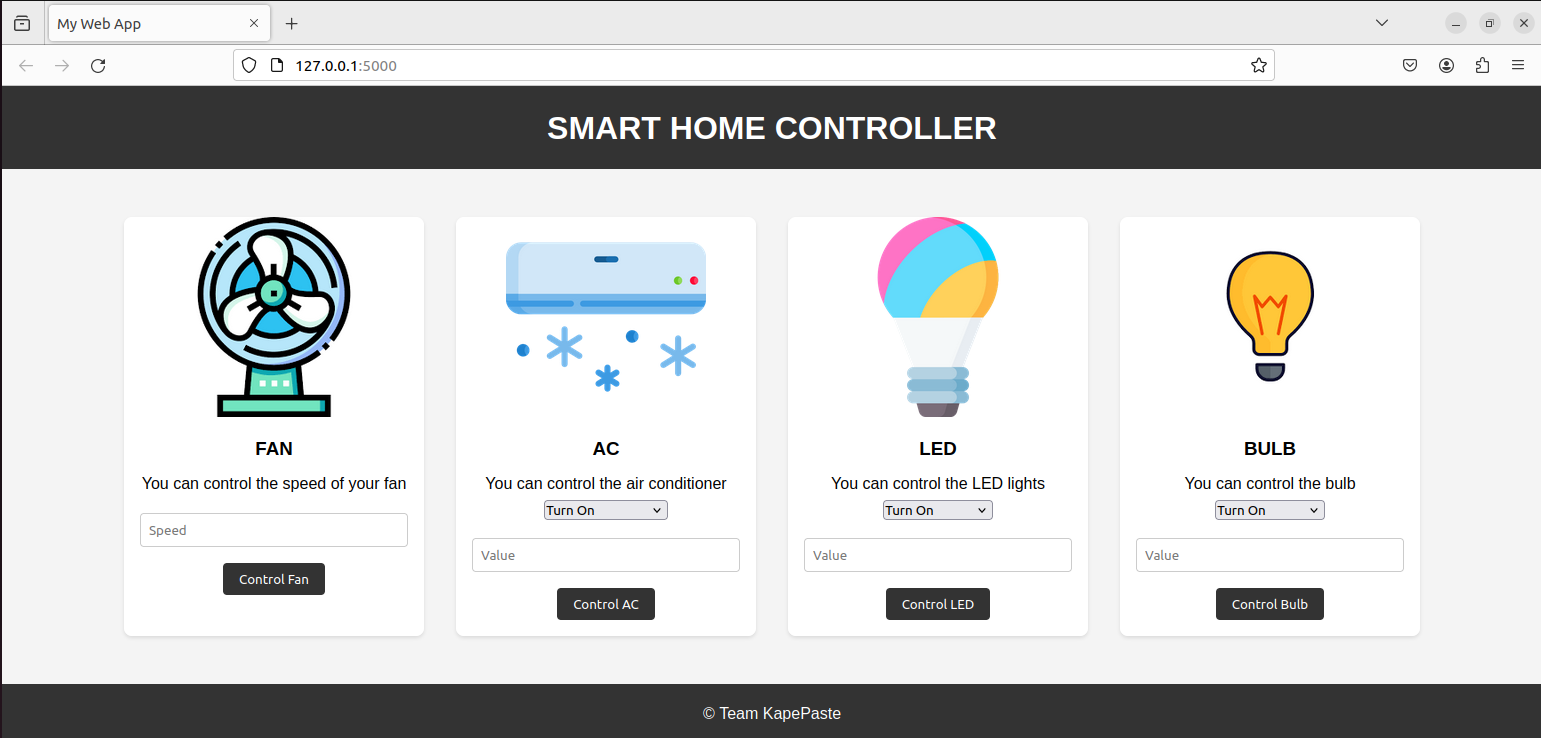 My Web App
127.0.0.1:5000
SMART HOME CONTROLLER
FAN
You can control the speed of your fan
Speed
Control Fan
AC
You can control the air conditioner
Turn On
Value
Control AC
LED
You can control the LED lights
Turn On
Value
Control LED
BULB
You can control the bulb
Turn On
Value
Control Bulb
© Team KapePaste